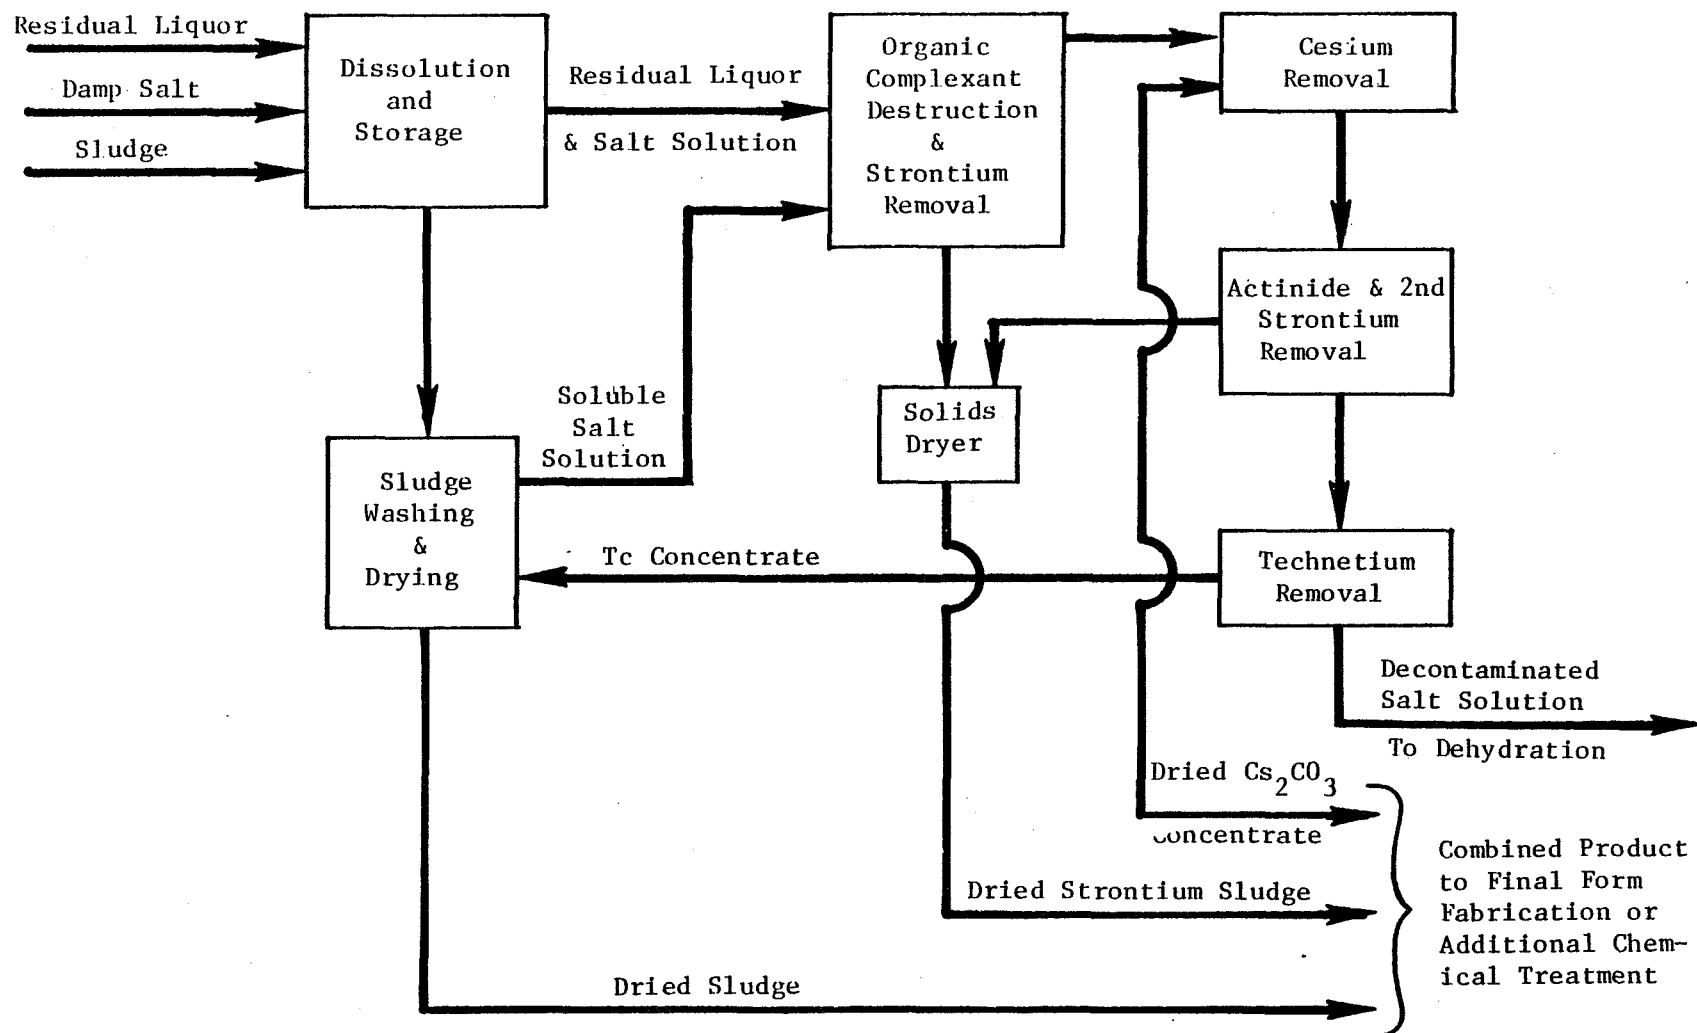 Residual Liquor
Damp Salt
Sludge
Dissolution
and
Storage
Residual Liquor
& Salt Solution
Organic
Complexant
Destruction
&
Strontium
Removal
Cesium
Removal
Actinide & 2nd
Strontium
Removal
Soluble
Salt
Solution
Solids
Dryer
Sludge
Washing
&
Drying
Tc Concentrate
Technetium
Removal
Decontaminated
Salt Solution
To Dehydration
Dried Cs₂CO₃
Concentrate
Dried Strontium Sludge
Dried Sludge
Combined Product
to Final Form
Fabrication or
Additional Chem-
ical Treatment